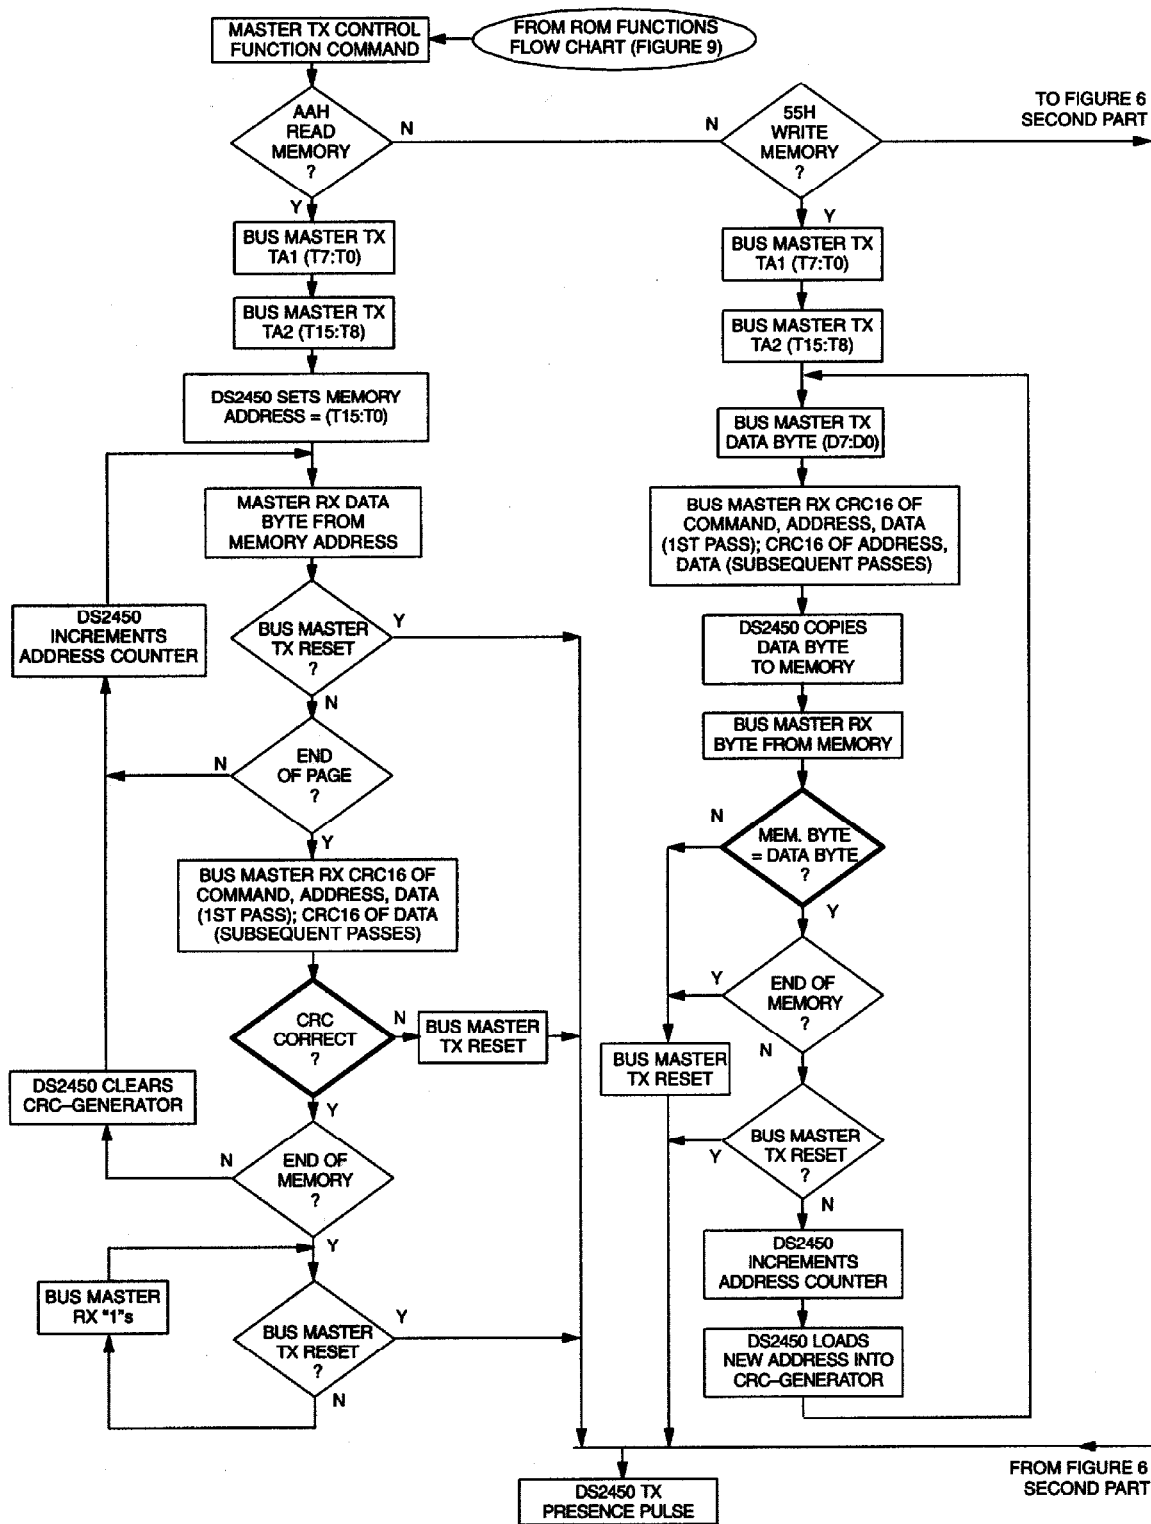 MASTER TX CONTROL
FUNCTION COMMAND
FROM ROM FUNCTIONS
FLOW CHART (FIGURE 9)
AAH
READ
MEMORY
?
N
Y
N
55H
WRITE
MEMORY
?
Y
TO FIGURE 6
SECOND PART
BUS MASTER TX
TA1 (T7:T0)
BUS MASTER TX
TA2 (T15:T8)
DS2450 SETS MEMORY
ADDRESS = (T15:T0)
MASTER RX DATA
BYTE FROM
MEMORY ADDRESS
DS2450
INCREMENTS
ADDRESS COUNTER
BUS MASTER
TX RESET
?
Y
N
END
OF PAGE
?
N
Y
BUS MASTER RX CRC16 OF
COMMAND, ADDRESS, DATA
(1ST PASS); CRC16 OF DATA
(SUBSEQUENT PASSES)
CRC
CORRECT
?
N
BUS MASTER
TX RESET
Y
DS2450 CLEARS
CRC–GENERATOR
END OF
MEMORY
?
N
Y
BUS MASTER
RX "1"s
BUS MASTER
TX RESET
?
Y
N
BUS MASTER TX
TA1 (T7:T0)
BUS MASTER TX
TA2 (T15:T8)
BUS MASTER TX
DATA BYTE (D7:D0)
BUS MASTER RX CRC16 OF
COMMAND, ADDRESS, DATA
(1ST PASS); CRC16 OF ADDRESS,
DATA (SUBSEQUENT PASSES)
DS2450 COPIES
DATA BYTE
TO MEMORY
BUS MASTER RX
BYTE FROM MEMORY
N
MEM. BYTE
= DATA BYTE
?
Y
Y
END OF
MEMORY
?
N
BUS MASTER
TX RESET
BUS MASTER
TX RESET
?
Y
N
DS2450
INCREMENTS
ADDRESS COUNTER
DS2450 LOADS
NEW ADDRESS INTO
CRC–GENERATOR
FROM FIGURE 6
SECOND PART
DS2450 TX
PRESENCE PULSE